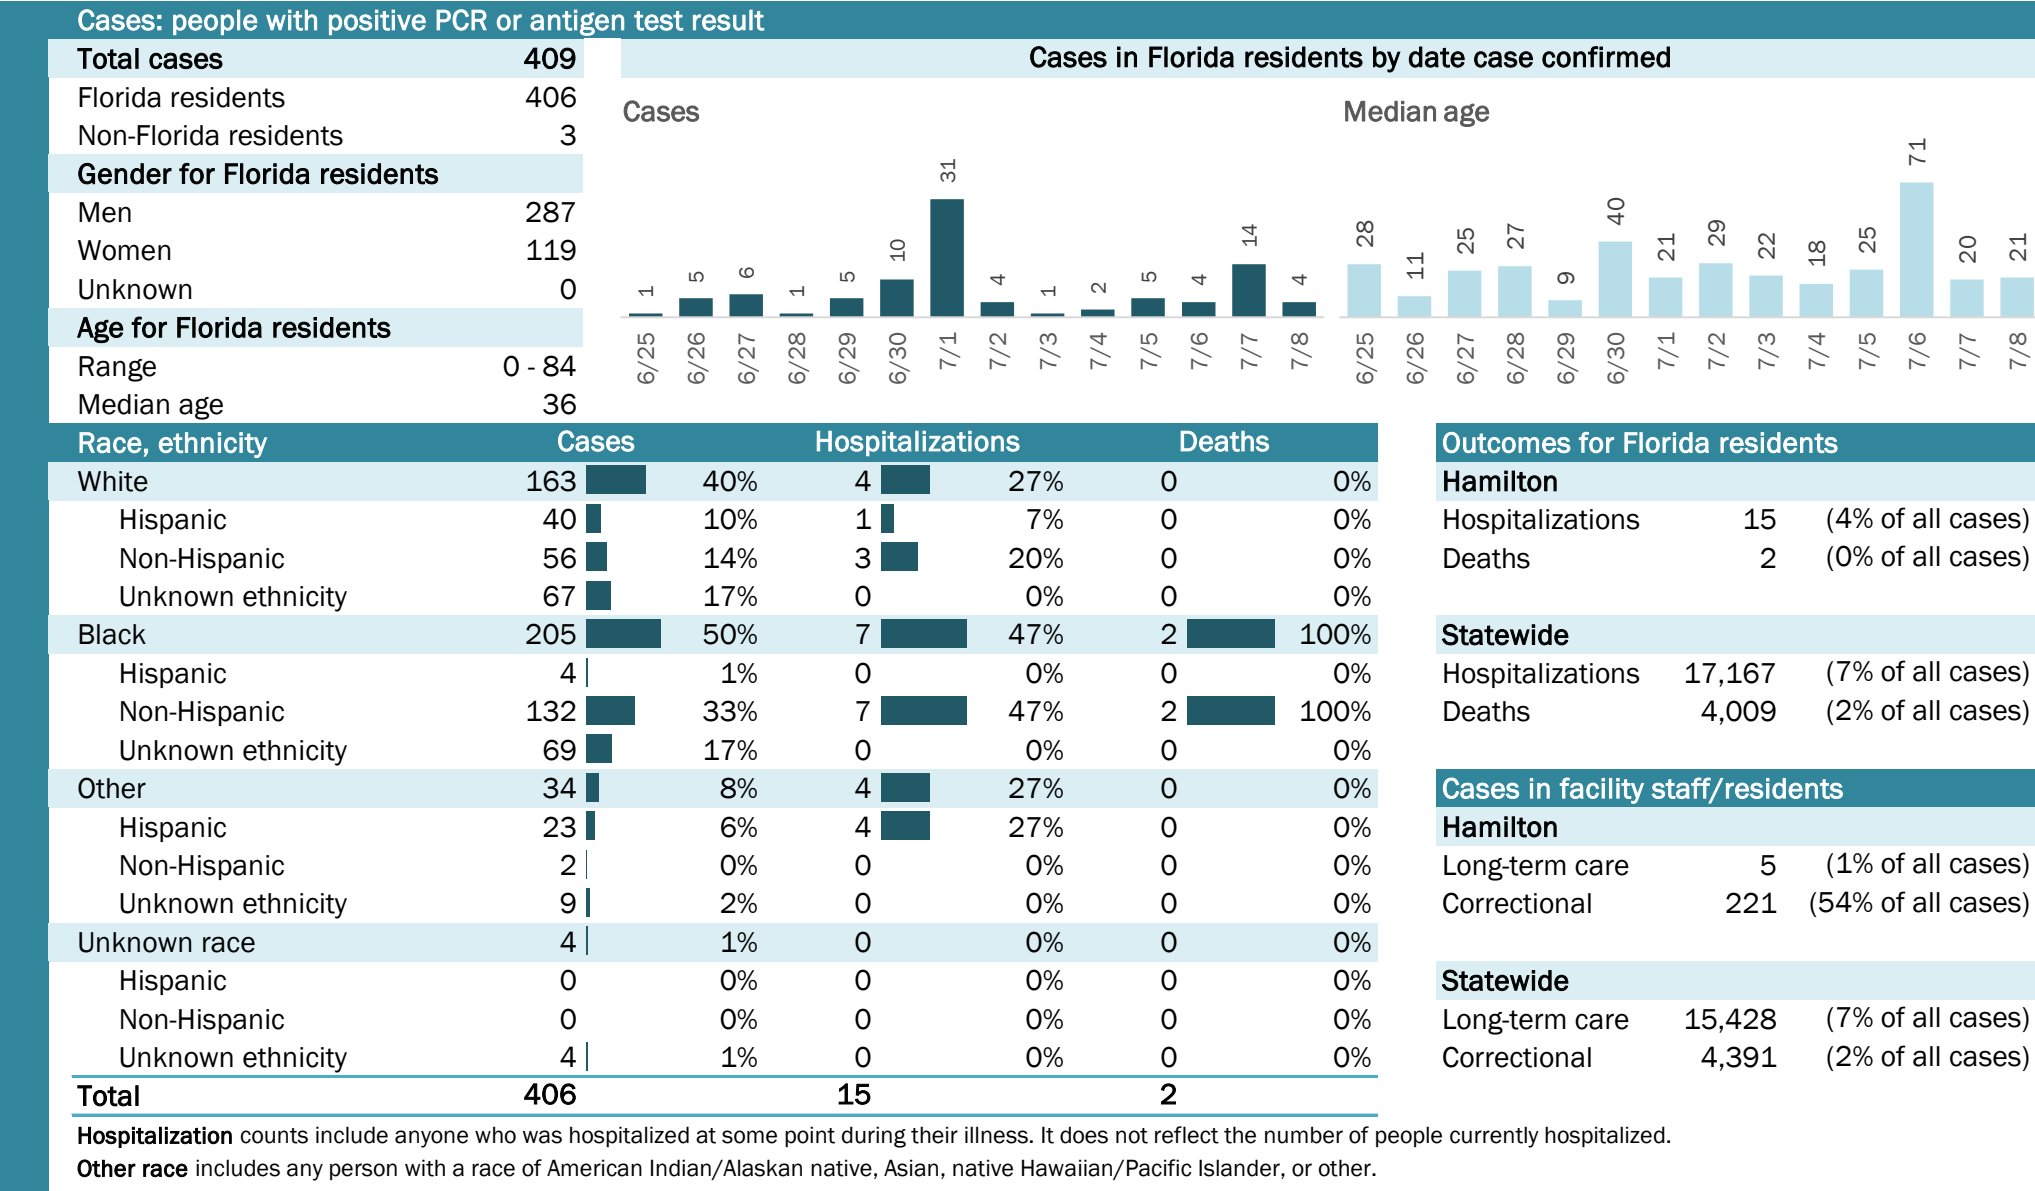 Cases: people with positive PCR or antigen test result
Total cases 409
Florida residents 406
Non-Florida residents 3
Gender for Florida residents
Men 287
Women 119
Unknown 0
Age for Florida residents
Range 0 - 84
Median age 36
Cases in Florida residents by date case confirmed
Cases
1 5 6 1 5 10 31 4 1 2 5 4 14 4
6/25 6/26 6/27 6/28 6/29 6/30 7/1 7/2 7/3 7/4 7/5 7/6 7/7 7/8
Median age
28 11 25 27 9 40 21 29 22 18 25 71 20 21
6/25 6/26 6/27 6/28 6/29 6/30 7/1 7/2 7/3 7/4 7/5 7/6 7/7 7/8
Race, ethnicity Cases Hospitalizations Deaths
White 163 40% 4 27% 0 0%
Hispanic 40 10% 1 7% 0 0%
Non-Hispanic 56 14% 3 20% 0 0%
Unknown ethnicity 67 17% 0 0% 0 0%
Black 205 50% 7 47% 2 100%
Hispanic 4 1% 0 0% 0 0%
Non-Hispanic 132 33% 7 47% 2 100%
Unknown ethnicity 69 17% 0 0% 0 0%
Other 34 8% 4 27% 0 0%
Hispanic 23 6% 4 27% 0 0%
Non-Hispanic 2 0% 0 0% 0 0%
Unknown ethnicity 9 2% 0 0% 0 0%
Unknown race 4 1% 0 0% 0 0%
Hispanic 0 0% 0 0% 0 0%
Non-Hispanic 0 0% 0 0% 0 0%
Unknown ethnicity 4 1% 0 0% 0 0%
Total 406 15 2
Outcomes for Florida residents
Hamilton
Hospitalizations 15 (4% of all cases)
Deaths 2 (0% of all cases)
Statewide
Hospitalizations 17,167 (7% of all cases)
Deaths 4,009 (2% of all cases)
Cases in facility staff/residents
Hamilton
Long-term care 5 (1% of all cases)
Correctional 221 (54% of all cases)
Statewide
Long-term care 15,428 (7% of all cases)
Correctional 4,391 (2% of all cases)
Hospitalization counts include anyone who was hospitalized at some point during their illness. It does not reflect the number of people currently hospitalized.
Other race includes any person with a race of American Indian/Alaskan native, Asian, native Hawaiian/Pacific Islander, or other.